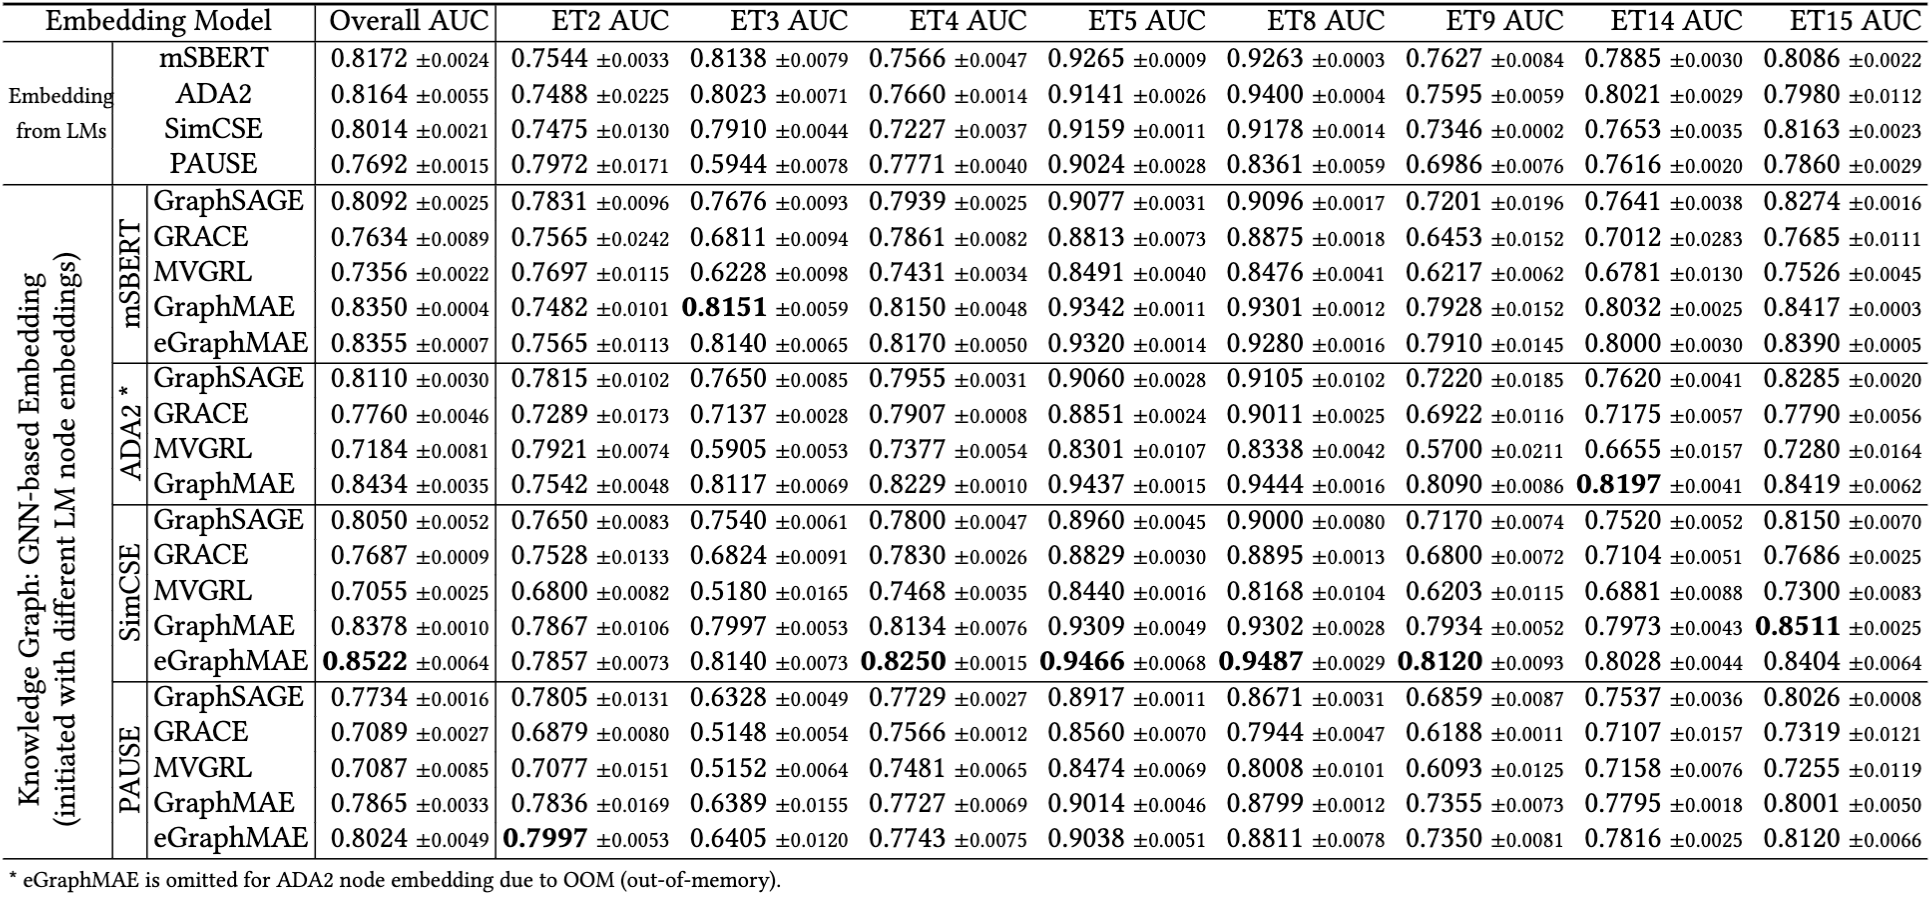 Embedding Model Overall AUC ET2 AUC ET3 AUC ET4 AUC ET5 AUC ET8 AUC ET9 AUC ET14 AUC ET15 AUC
Embedding
from LMs
mSBERT 0.8172 ±0.0024 0.7544 ±0.0033 0.8138 ±0.0079 0.7566 ±0.0047 0.9265 ±0.0009 0.9263 ±0.0003 0.7627 ±0.0084 0.7885 ±0.0030 0.8086 ±0.0022
ADA2 0.8164 ±0.0055 0.7488 ±0.0225 0.8023 ±0.0071 0.7660 ±0.0014 0.9141 ±0.0026 0.9400 ±0.0004 0.7595 ±0.0059 0.8021 ±0.0029 0.7980 ±0.0112
SimCSE 0.8014 ±0.0021 0.7475 ±0.0130 0.7910 ±0.0044 0.7227 ±0.0037 0.9159 ±0.0011 0.9178 ±0.0014 0.7346 ±0.0002 0.7653 ±0.0035 0.8163 ±0.0023
PAUSE 0.7692 ±0.0015 0.7972 ±0.0171 0.5944 ±0.0078 0.7771 ±0.0040 0.9024 ±0.0028 0.8361 ±0.0059 0.6986 ±0.0076 0.7616 ±0.0020 0.7860 ±0.0029
Knowledge Graph: GNN-based Embedding
(initiated with different LM node embeddings)
mSBERT
GraphSAGE 0.8092 ±0.0025 0.7831 ±0.0096 0.7676 ±0.0093 0.7939 ±0.0025 0.9077 ±0.0031 0.9096 ±0.0017 0.7201 ±0.0196 0.7641 ±0.0038 0.8274 ±0.0016
GRACE 0.7634 ±0.0089 0.7565 ±0.0242 0.6811 ±0.0094 0.7861 ±0.0082 0.8813 ±0.0073 0.8875 ±0.0018 0.6453 ±0.0152 0.7012 ±0.0283 0.7685 ±0.0111
MVGRL 0.7356 ±0.0022 0.7697 ±0.0115 0.6228 ±0.0098 0.7431 ±0.0034 0.8491 ±0.0040 0.8476 ±0.0041 0.6217 ±0.0062 0.6781 ±0.0130 0.7526 ±0.0045
GraphMAE 0.8350 ±0.0004 0.7482 ±0.0101 0.8151 ±0.0059 0.8150 ±0.0048 0.9342 ±0.0011 0.9301 ±0.0012 0.7928 ±0.0152 0.8032 ±0.0025 0.8417 ±0.0003
eGraphMAE 0.8355 ±0.0007 0.7565 ±0.0113 0.8140 ±0.0065 0.8170 ±0.0050 0.9320 ±0.0014 0.9280 ±0.0016 0.7910 ±0.0145 0.8000 ±0.0030 0.8390 ±0.0005
ADA2 *
GraphSAGE 0.8110 ±0.0030 0.7815 ±0.0102 0.7650 ±0.0085 0.7955 ±0.0031 0.9060 ±0.0028 0.9105 ±0.0102 0.7220 ±0.0185 0.7620 ±0.0041 0.8285 ±0.0020
GRACE 0.7760 ±0.0046 0.7289 ±0.0173 0.7137 ±0.0028 0.7907 ±0.0008 0.8851 ±0.0024 0.9011 ±0.0025 0.6922 ±0.0116 0.7175 ±0.0057 0.7790 ±0.0056
MVGRL 0.7184 ±0.0081 0.7921 ±0.0074 0.5905 ±0.0053 0.7377 ±0.0054 0.8301 ±0.0107 0.8338 ±0.0042 0.5700 ±0.0211 0.6655 ±0.0157 0.7280 ±0.0164
GraphMAE 0.8434 ±0.0035 0.7542 ±0.0048 0.8117 ±0.0069 0.8229 ±0.0010 0.9437 ±0.0015 0.9444 ±0.0016 0.8090 ±0.0086 0.8197 ±0.0041 0.8419 ±0.0062
SimCSE
GraphSAGE 0.8050 ±0.0052 0.7650 ±0.0083 0.7540 ±0.0061 0.7800 ±0.0047 0.8960 ±0.0045 0.9000 ±0.0080 0.7170 ±0.0074 0.7520 ±0.0052 0.8150 ±0.0070
GRACE 0.7687 ±0.0009 0.7528 ±0.0133 0.6824 ±0.0091 0.7830 ±0.0026 0.8829 ±0.0030 0.8895 ±0.0013 0.6800 ±0.0072 0.7104 ±0.0051 0.7686 ±0.0025
MVGRL 0.7055 ±0.0025 0.6800 ±0.0082 0.5180 ±0.0165 0.7468 ±0.0035 0.8440 ±0.0016 0.8168 ±0.0104 0.6203 ±0.0115 0.6881 ±0.0088 0.7300 ±0.0083
GraphMAE 0.8378 ±0.0010 0.7867 ±0.0106 0.7997 ±0.0053 0.8134 ±0.0076 0.9309 ±0.0049 0.9302 ±0.0028 0.7934 ±0.0052 0.7973 ±0.0043 0.8511 ±0.0025
eGraphMAE 0.8522 ±0.0064 0.7857 ±0.0073 0.8140 ±0.0073 0.8250 ±0.0015 0.9466 ±0.0068 0.9487 ±0.0029 0.8120 ±0.0093 0.8028 ±0.0044 0.8404 ±0.0064
PAUSE
GraphSAGE 0.7734 ±0.0016 0.7805 ±0.0131 0.6328 ±0.0049 0.7729 ±0.0027 0.8917 ±0.0011 0.8671 ±0.0031 0.6859 ±0.0087 0.7537 ±0.0036 0.8026 ±0.0008
GRACE 0.7089 ±0.0027 0.6879 ±0.0080 0.5148 ±0.0054 0.7566 ±0.0012 0.8560 ±0.0070 0.7944 ±0.0047 0.6188 ±0.0011 0.7107 ±0.0157 0.7319 ±0.0121
MVGRL 0.7087 ±0.0085 0.7077 ±0.0151 0.5152 ±0.0064 0.7481 ±0.0065 0.8474 ±0.0069 0.8008 ±0.0101 0.6093 ±0.0125 0.7158 ±0.0076 0.7255 ±0.0119
GraphMAE 0.7865 ±0.0033 0.7836 ±0.0169 0.6389 ±0.0155 0.7727 ±0.0069 0.9014 ±0.0046 0.8799 ±0.0012 0.7355 ±0.0073 0.7795 ±0.0018 0.8001 ±0.0050
eGraphMAE 0.8024 ±0.0049 0.7997 ±0.0053 0.6405 ±0.0120 0.7743 ±0.0075 0.9038 ±0.0051 0.8811 ±0.0078 0.7350 ±0.0081 0.7816 ±0.0025 0.8120 ±0.0066
* eGraphMAE is omitted for ADA2 node embedding due to OOM (out-of-memory).